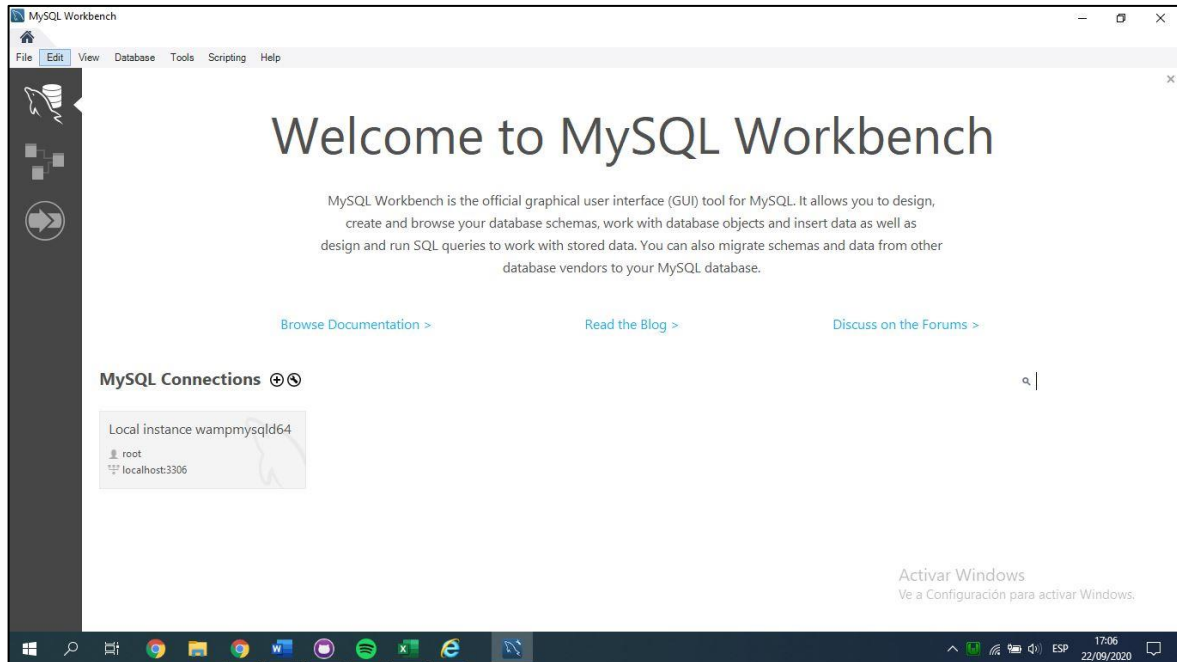 MySQL Workbench
File Edit View Database Tools Scripting Help
Welcome to MySQL Workbench
MySQL Workbench is the official graphical user interface (GUI) tool for MySQL. It allows you to design,
create and browse your database schemas, work with database objects and insert data as well as
design and run SQL queries to work with stored data. You can also migrate schemas and data from other
database vendors to your MySQL database.
Browse Documentation > Read the Blog > Discuss on the Forums >
MySQL Connections
Local instance wampmysqld64
root
localhost:3306
Activar Windows
Ve a Configuración para activar Windows.
ESP
17:06
22/09/2020